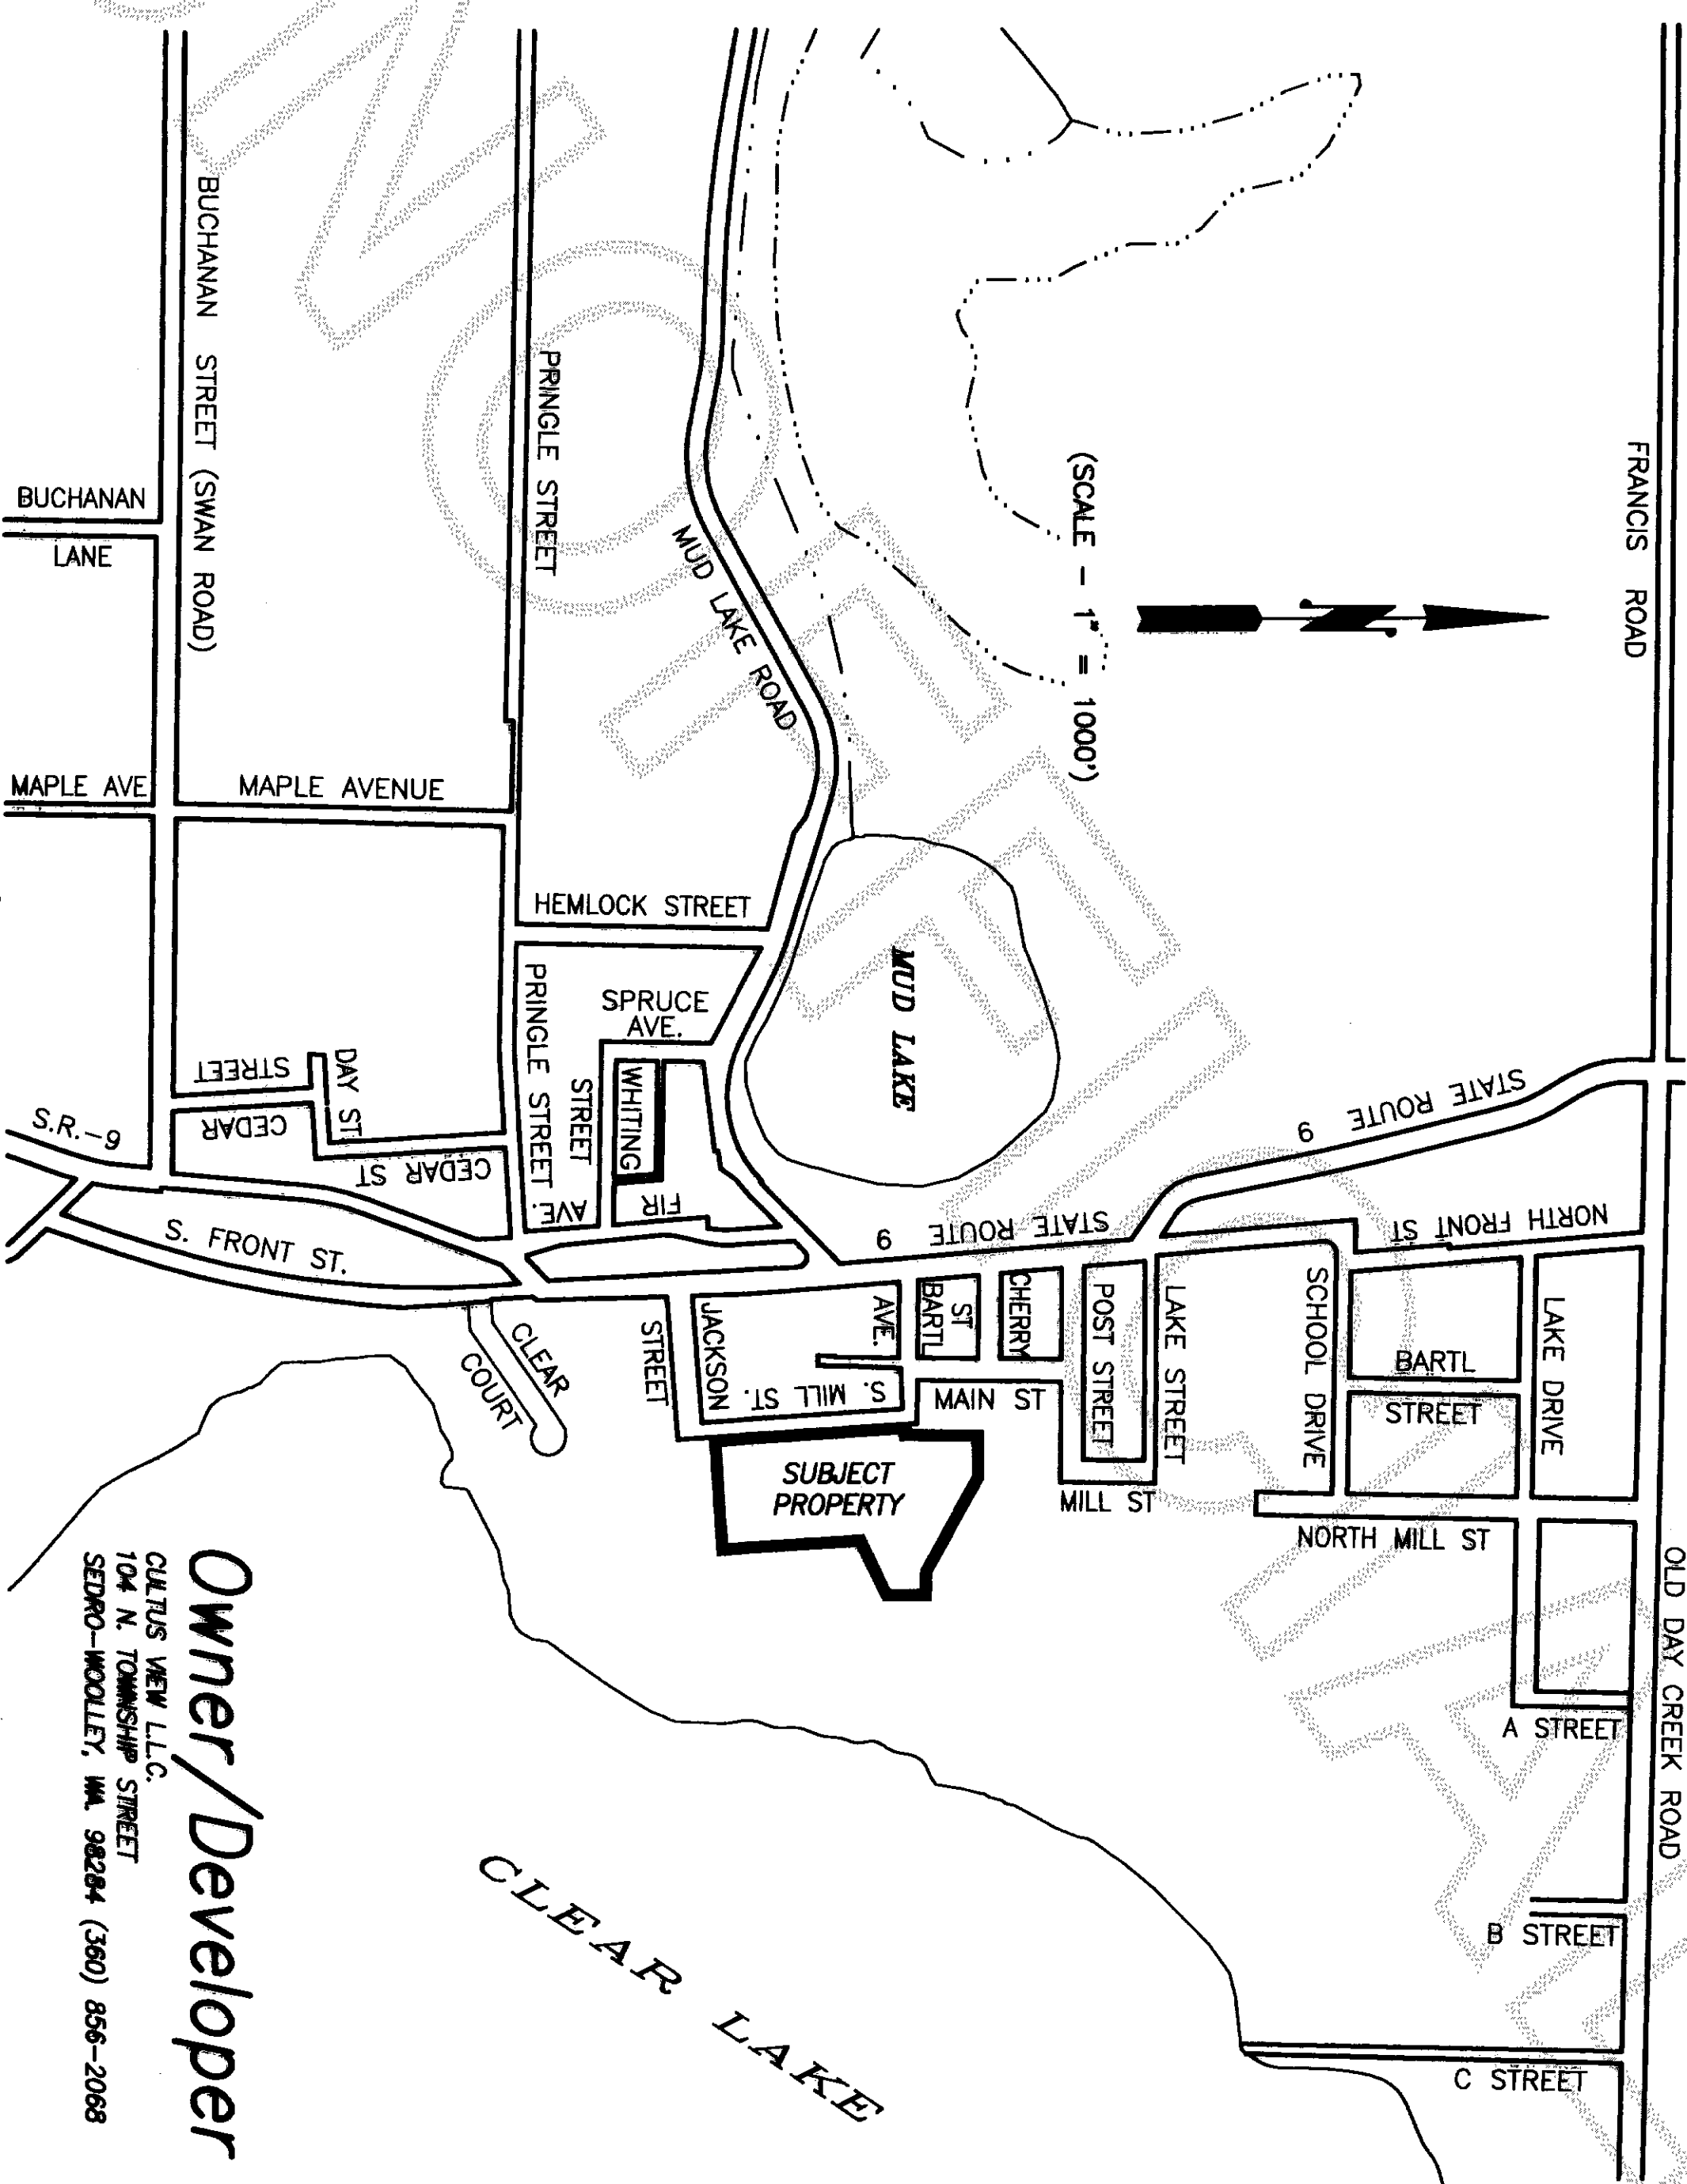 FRANCIS ROAD
OLD DAY CREEK ROAD
STATE ROUTE 9
NORTH FRONT ST
LAKE DRIVE
BARTL
STREET
SCHOOL DRIVE
NORTH MILL ST
A STREET
B STREET
C STREET
(SCALE - 1" = 1000')
MUD LAKE
STATE ROUTE 9
LAKE STREET
POST STREET
MILL ST
CHERRY
ST
BARTL
AVE.
MAIN ST
S. MILL ST.
JACKSON
STREET
SUBJECT
PROPERTY
MUD LAKE ROAD
PRINGLE STREET
HEMLOCK STREET
SPRUCE
AVE.
WHITING
STREET
FIR
AVE.
PRINGLE STREET
BUCHANAN STREET (SWAN ROAD)
BUCHANAN
LANE
MAPLE AVE
MAPLE AVENUE
DAY ST
CEDAR
STREET
CEDAR ST
S.R.-9
S. FRONT ST.
CLEAR
COURT
CLEAR LAKE
Owner/Developer
CULTUS VIEW L.L.C.
104 N. TOWNSHIP STREET
SEDRO-WOOLLEY, WA. 98284 (360) 856-2068